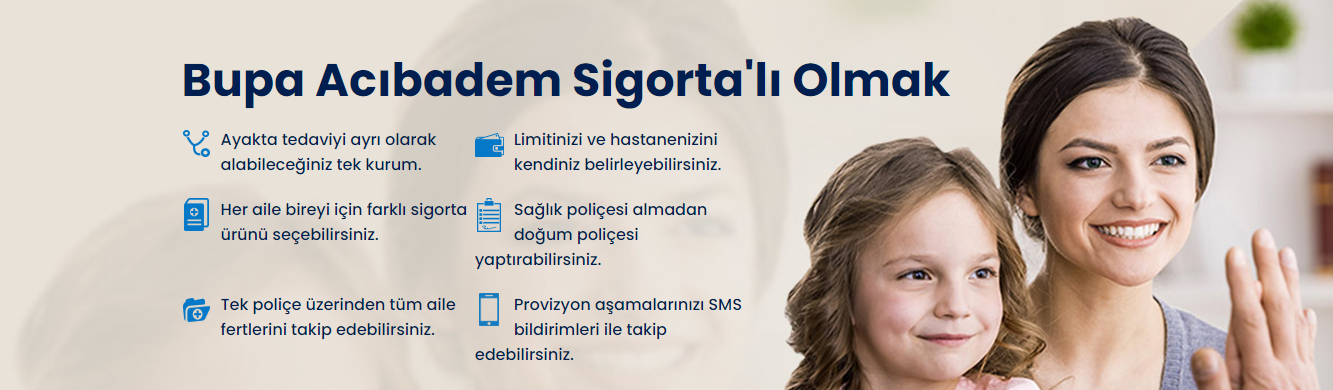 Bupa Acıbadem Sigorta'lı Olmak
Ayakta tedaviyi ayrı olarak
alabileceğiniz tek kurum.
Limitinizi ve hastanenizini
kendiniz belirleyebilirsiniz.
Her aile bireyi için farklı sigorta
ürünü seçebilirsiniz.
Sağlık poliçesi almadan
doğum poliçesi
yaptırabilirsiniz.
Tek poliçe üzerinden tüm aile
fertlerini takip edebilirsiniz.
Provizyon aşamalarınızı SMS
bildirimleri ile takip
edebilirsiniz.